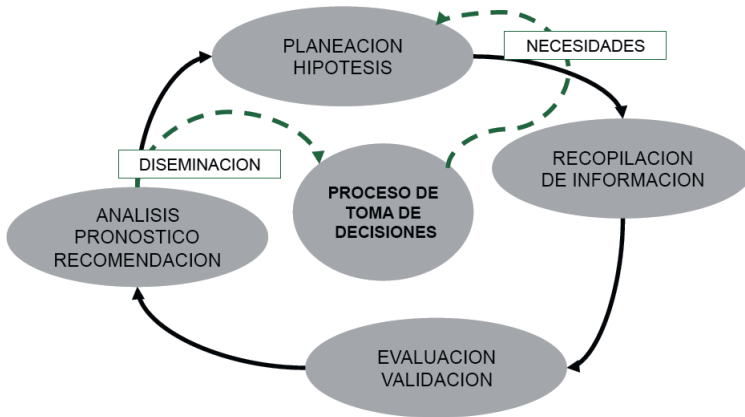 PLANEACION
HIPOTESIS
NECESIDADES
RECOPILACION
DE INFORMACION
DISEMINACION
PROCESO DE
TOMA DE
DECISIONES
ANALISIS
PRONOSTICO
RECOMENDACION
EVALUACION
VALIDACION